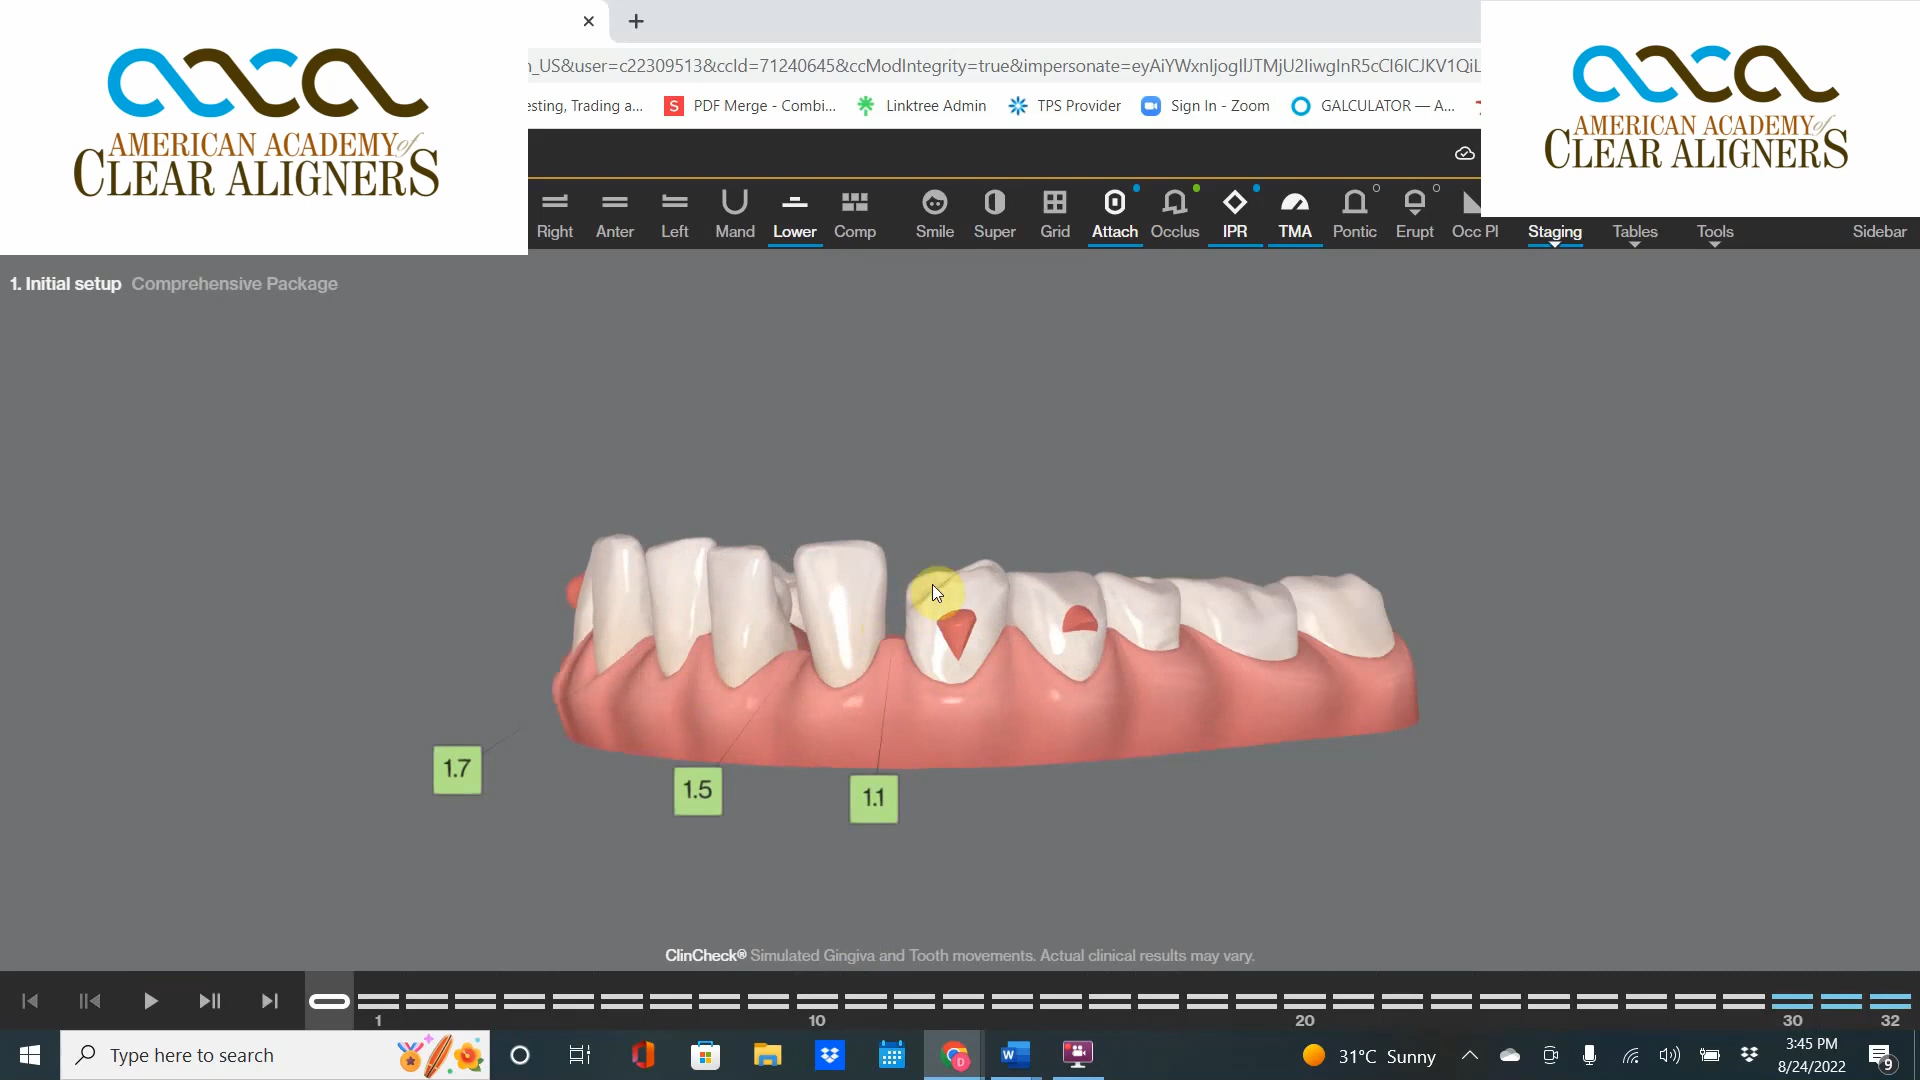 AMERICAN ACADEMY of
CLEAR ALIGNERS
AMERICAN ACADEMY of
CLEAR ALIGNERS
_US&user=c22309513&ccId=71240645&ccModIntegrity=true&impersonate=
esting, Trading a...
PDF Merge - Combi...
Linktree Admin
TPS Provider
Sign In - Zoom
GALCULATOR — A...
Right
Anter
Left
Mand
Lower
Comp
Smile
Super
Grid
Attach
Occlus
IPR
TMA
Pontic
Erupt
Occ Pl
Staging
Tables
Tools
Sidebar
1. Initial setup Comprehensive Package
1.7
1.5
1.1
ClinCheck® Simulated Gingiva and Tooth movements. Actual clinical results may vary.
1
10
20
30
32
Type here to search
31°C Sunny
3:45 PM
8/24/2022
9